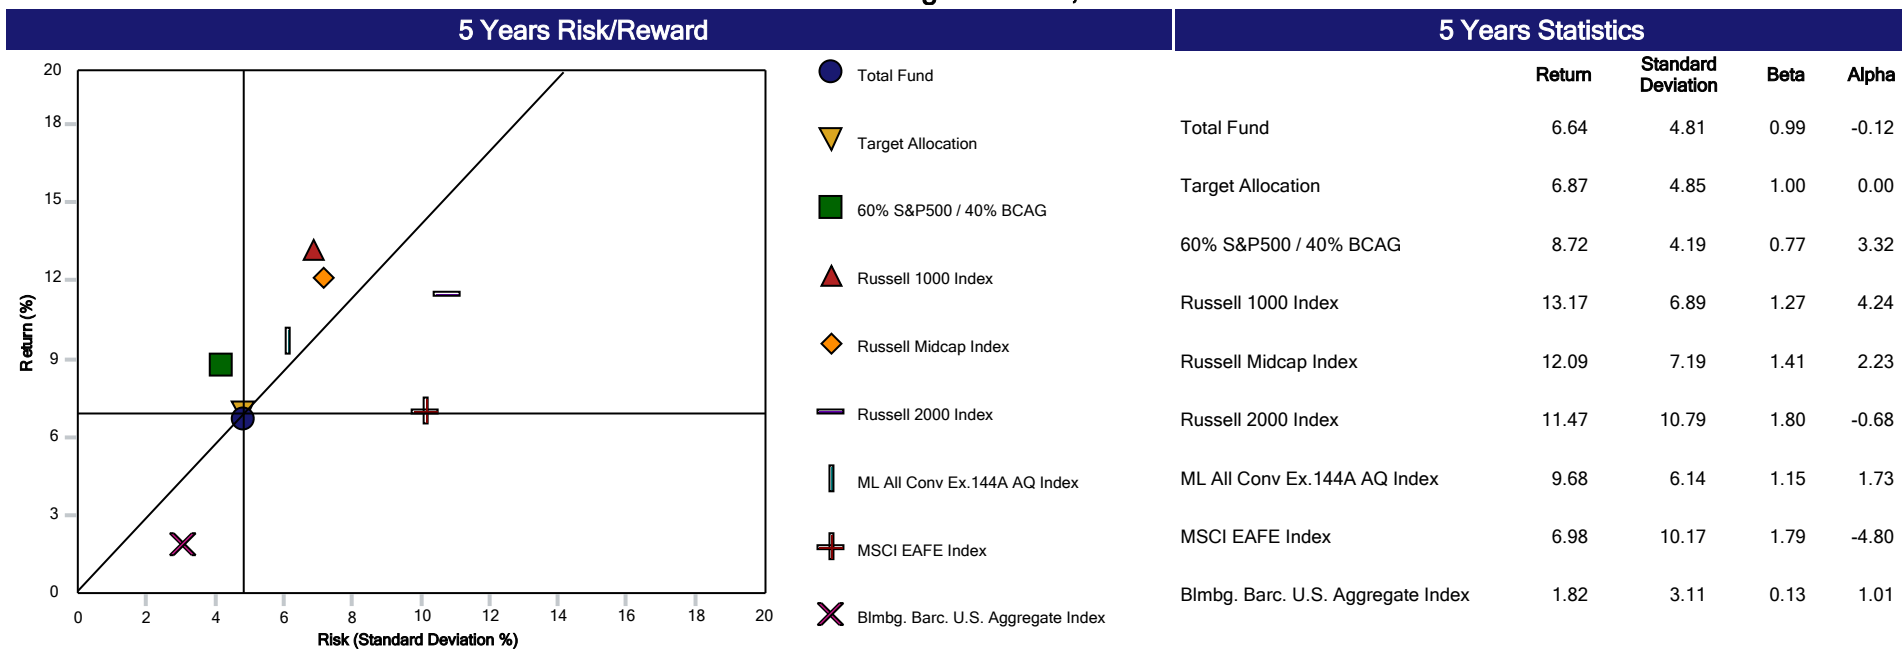 5 Years Risk/Reward
5 Years Statistics
20
18
15
12
9
6
3
0
Return (%)
0 2 4 6 8 10 12 14 16 18 20
Risk (Standard Deviation %)
Total Fund
Target Allocation
60% S&P500 / 40% BCAG
Russell 1000 Index
Russell Midcap Index
Russell 2000 Index
ML All Conv Ex.144A AQ Index
MSCI EAFE Index
Blmbg. Barc. U.S. Aggregate Index
Return Standard Deviation Beta Alpha
Total Fund 6.64 4.81 0.99 -0.12
Target Allocation 6.87 4.85 1.00 0.00
60% S&P500 / 40% BCAG 8.72 4.19 0.77 3.32
Russell 1000 Index 13.17 6.89 1.27 4.24
Russell Midcap Index 12.09 7.19 1.41 2.23
Russell 2000 Index 11.47 10.79 1.80 -0.68
ML All Conv Ex.144A AQ Index 9.68 6.14 1.15 1.73
MSCI EAFE Index 6.98 10.17 1.79 -4.80
Blmbg. Barc. U.S. Aggregate Index 1.82 3.11 0.13 1.01